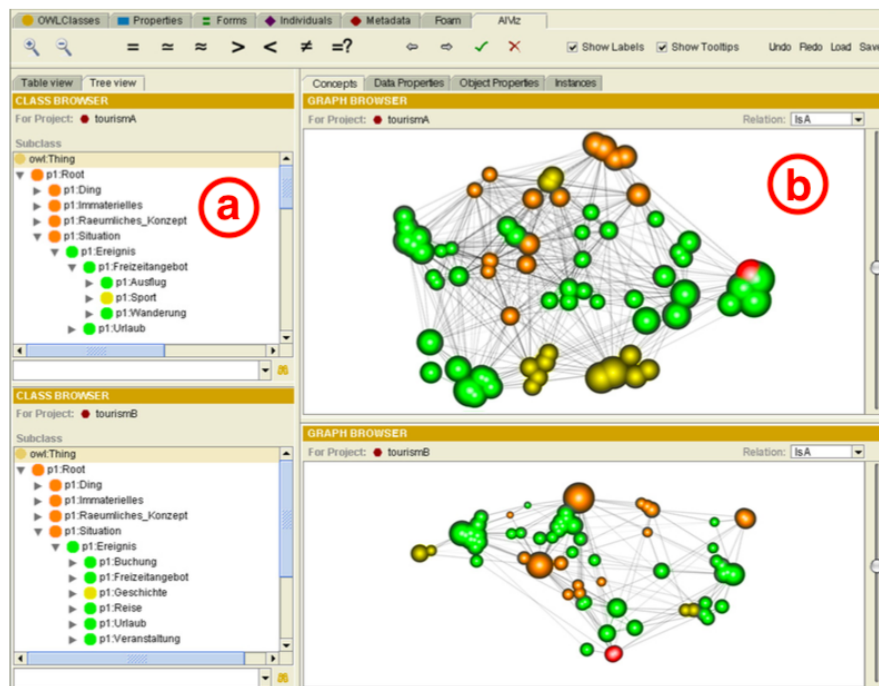 OWLClasses Properties Forms Individuals Metadata Foam AlViz
= ≃ ≈ > < ≠ =? Show Labels Show Tooltips Undo Redo Load Save
Table view Tree view
CLASS BROWSER
For Project: tourismA
Subclass
owl:Thing
p1:Root
p1:Ding
p1:Immaterielles
p1:Raeumliches_Konzept
p1:Situation
p1:Ereignis
p1:Freizeitangebot
p1:Ausflug
p1:Sport
p1:Wanderung
p1:Urlaub
a
Concepts Data Properties Object Properties Instances
GRAPH BROWSER
For Project: tourismA Relation: IsA
b
CLASS BROWSER
For Project: tourismB
Subclass
owl:Thing
p1:Root
p1:Ding
p1:Immaterielles
p1:Raeumliches_Konzept
p1:Situation
p1:Ereignis
p1:Buchung
p1:Freizeitangebot
p1:Geschichte
p1:Reise
p1:Urlaub
p1:Veranstaltung
GRAPH BROWSER
For Project: tourismB Relation: IsA